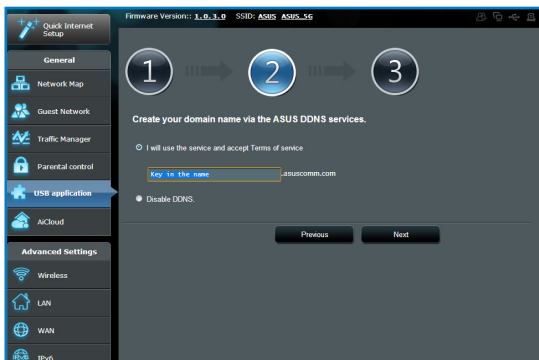 Quick Internet
Setup
Firmware Version:: 1.0.3.0 SSID: ASUS ASUS_5G
General
Network Map
Guest Network
Traffic Manager
Parental control
USB application
AiCloud
Advanced Settings
Wireless
LAN
WAN
IPv6
1
2
3
Create your domain name via the ASUS DDNS services.
I will use the service and accept Terms of service
Key in the name .asuscomm.com
Disable DDNS.
Previous Next